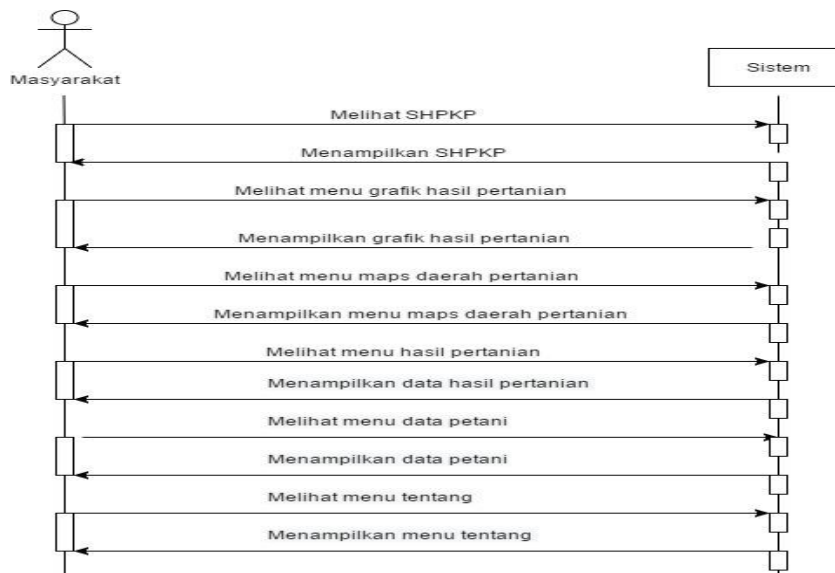 Masyarakat
Sistem
Melihat SHPKP
Menampilkan SHPKP
Melihat menu grafik hasil pertanian
Menampilkan grafik hasil pertanian
Melihat menu maps daerah pertanian
Menampilkan menu maps daerah pertanian
Melihat menu hasil pertanian
Menampilkan data hasil pertanian
Melihat menu data petani
Menampilkan data petani
Melihat menu tentang
Menampilkan menu tentang